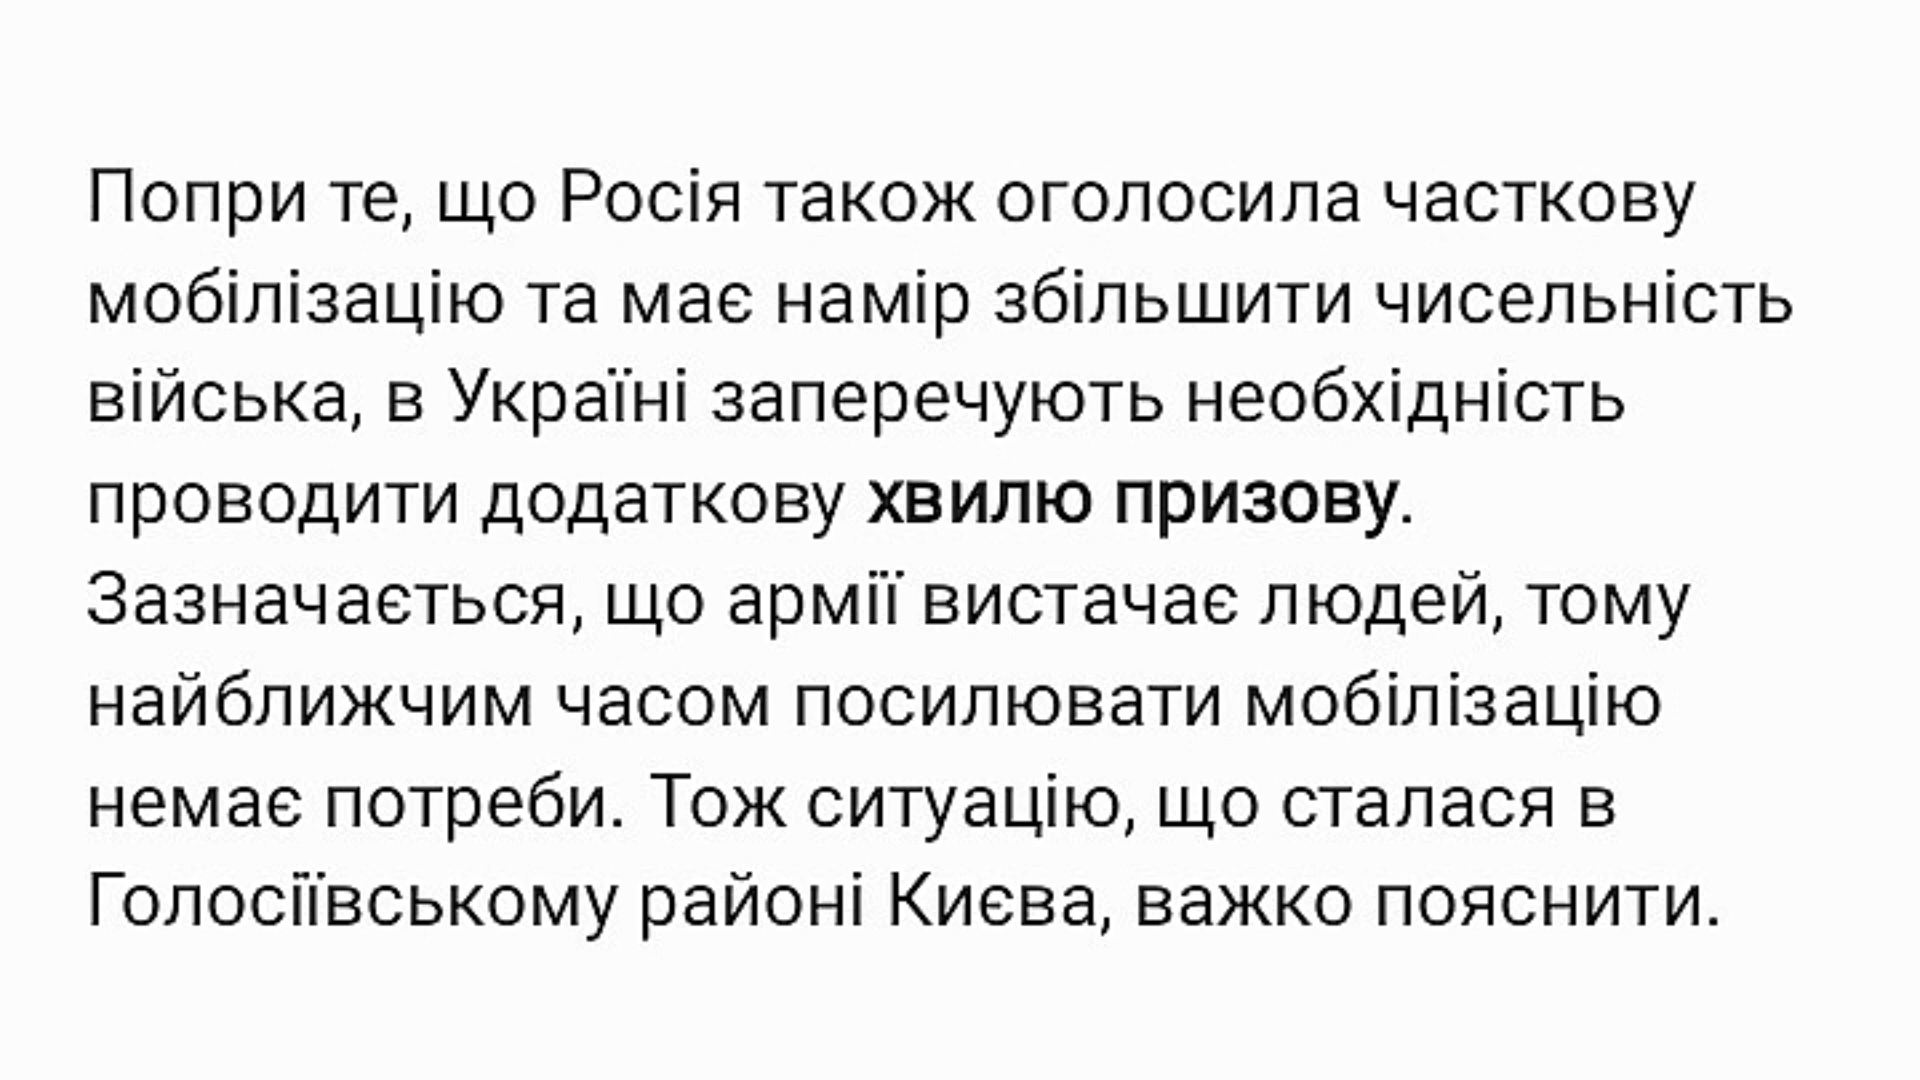 Попри те, що Росія також оголосила часткову
мобілізацію та має намір збільшити чисельність
війська, в Україні заперечують необхідність
проводити додаткову хвилю призову.
Зазначається, що армії вистачає людей, тому
найближчим часом посилювати мобілізацію
немає потреби. Тож ситуацію, що сталася в
Голосіївському районі Києва, важко пояснити.